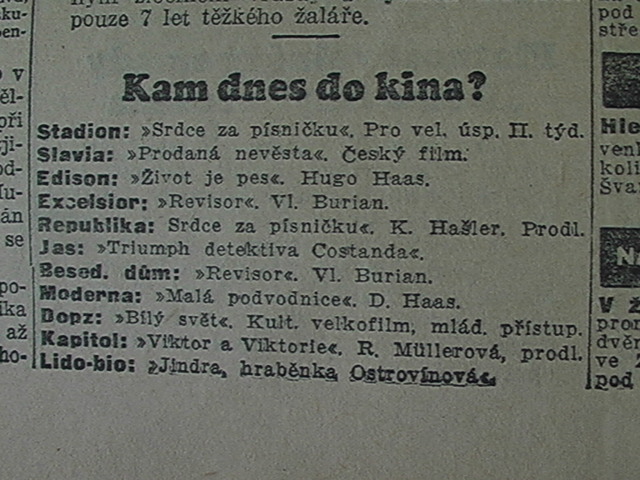 pouze 7 let těžkého žaláře.
Kam dnes do kina?
Stadion: »Srdce za písničku«. Pro vel. úsp. II. týd.
Slavia: »Prodaná nevěsta«. Český film.
Edison: »Život je pes«. Hugo Haas.
Excelsior: »Revisor«. Vl. Burian.
Republika: Srdce za písničku«. K. Hašler. Prodl.
Jas: »Triumph detektiva Costanda«.
Besed. dům: »Revisor«. Vl. Burian.
Moderna: »Malá podvodnice«. D. Haas.
Dopz: »Bílý svět«. Kult. velkofilm, mlád. přístup.
Kapitol: »Viktor a Viktorie«. R. Müllerová, prodl.
Lido-bio: »Jindra, hraběnka Ostrovínová«